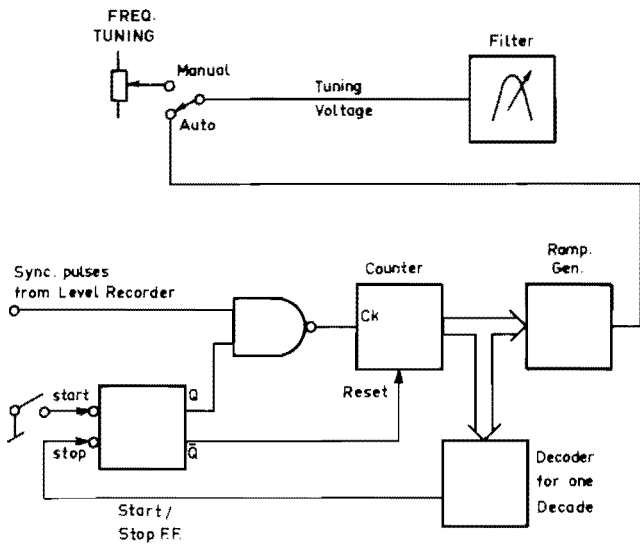 FREQ.
TUNING
Manual
Auto
Tuning
Voltage
Filter
Sync. pulses
from Level Recorder
Counter
Ramp.
Gen.
Ck
Reset
start
stop
Q
Q̄
Start/
Stop F.F.
Decoder
for one
Decade